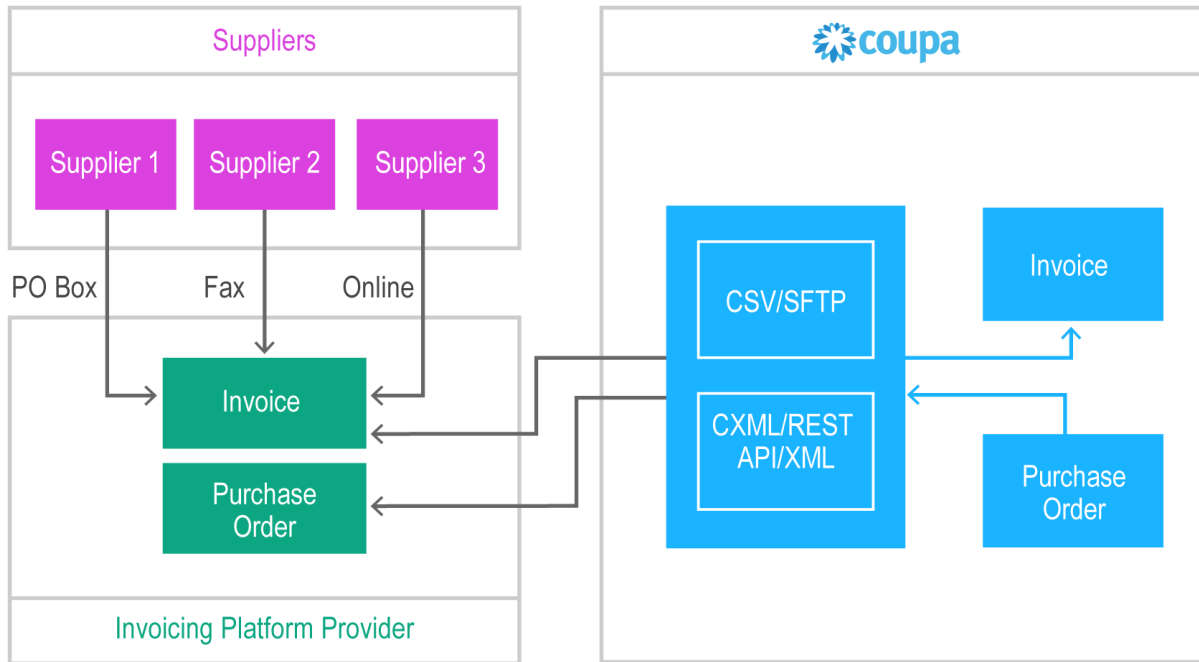 Suppliers
coupa
Supplier 1
Supplier 2
Supplier 3
PO Box
Fax
Online
Invoice
Purchase
Order
Invoicing Platform Provider
CSV/SFTP
CXML/REST
API/XML
Invoice
Purchase
Order